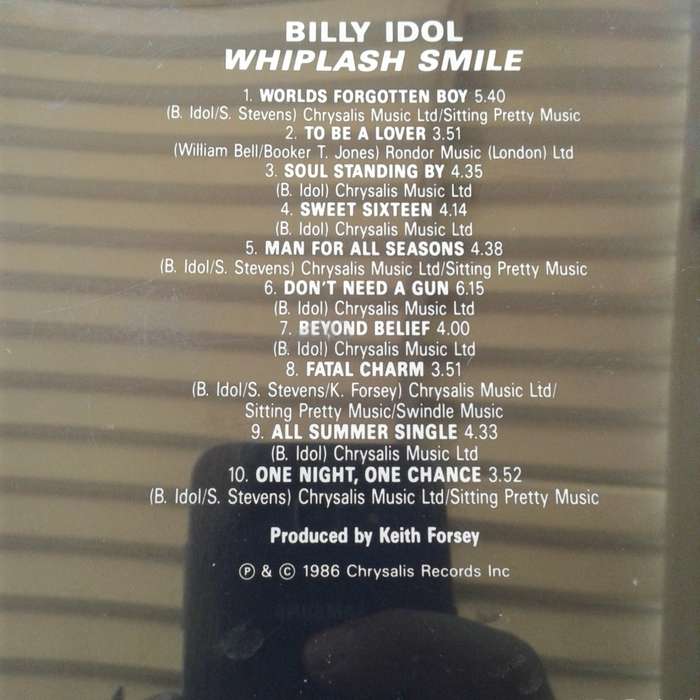 BILLY IDOL
WHIPLASH SMILE
1. WORLDS FORGOTTEN BOY 5.40
(B. Idol/S. Stevens) Chrysalis Music Ltd/Sitting Pretty Music
2. TO BE A LOVER 3.51
(William Bell/Booker T. Jones) Rondor Music (London) Ltd
3. SOUL STANDING BY 4.35
(B. Idol) Chrysalis Music Ltd
4. SWEET SIXTEEN 4.14
(B. Idol) Chrysalis Music Ltd
5. MAN FOR ALL SEASONS 4.38
(B. Idol/S. Stevens) Chrysalis Music Ltd/Sitting Pretty Music
6. DON'T NEED A GUN 6.15
(B. Idol) Chrysalis Music Ltd
7. BEYOND BELIEF 4.00
(B. Idol) Chrysalis Music Ltd
8. FATAL CHARM 3.51
(B. Idol/S. Stevens/K. Forsey) Chrysalis Music Ltd/
Sitting Pretty Music/Swindle Music
9. ALL SUMMER SINGLE 4.33
(B. Idol) Chrysalis Music Ltd
10. ONE NIGHT, ONE CHANCE 3.52
(B. Idol/S. Stevens) Chrysalis Music Ltd/Sitting Pretty Music
Produced by Keith Forsey
℗ & © 1986 Chrysalis Records Inc